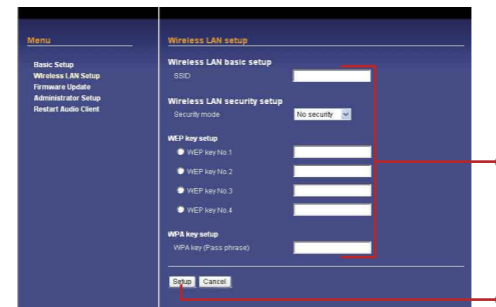 Menu
Basic Setup
Wireless LAN Setup
Firmware Update
Administrator Setup
Restart Audio Client
Wireless LAN setup
Wireless LAN basic setup
SSID
Wireless LAN security setup
Security mode
No security
WEP key setup
WEP key No.1
WEP key No.2
WEP key No.3
WEP key No.4
WPA key setup
WPA key (Pass phrase)
Setup Cancel